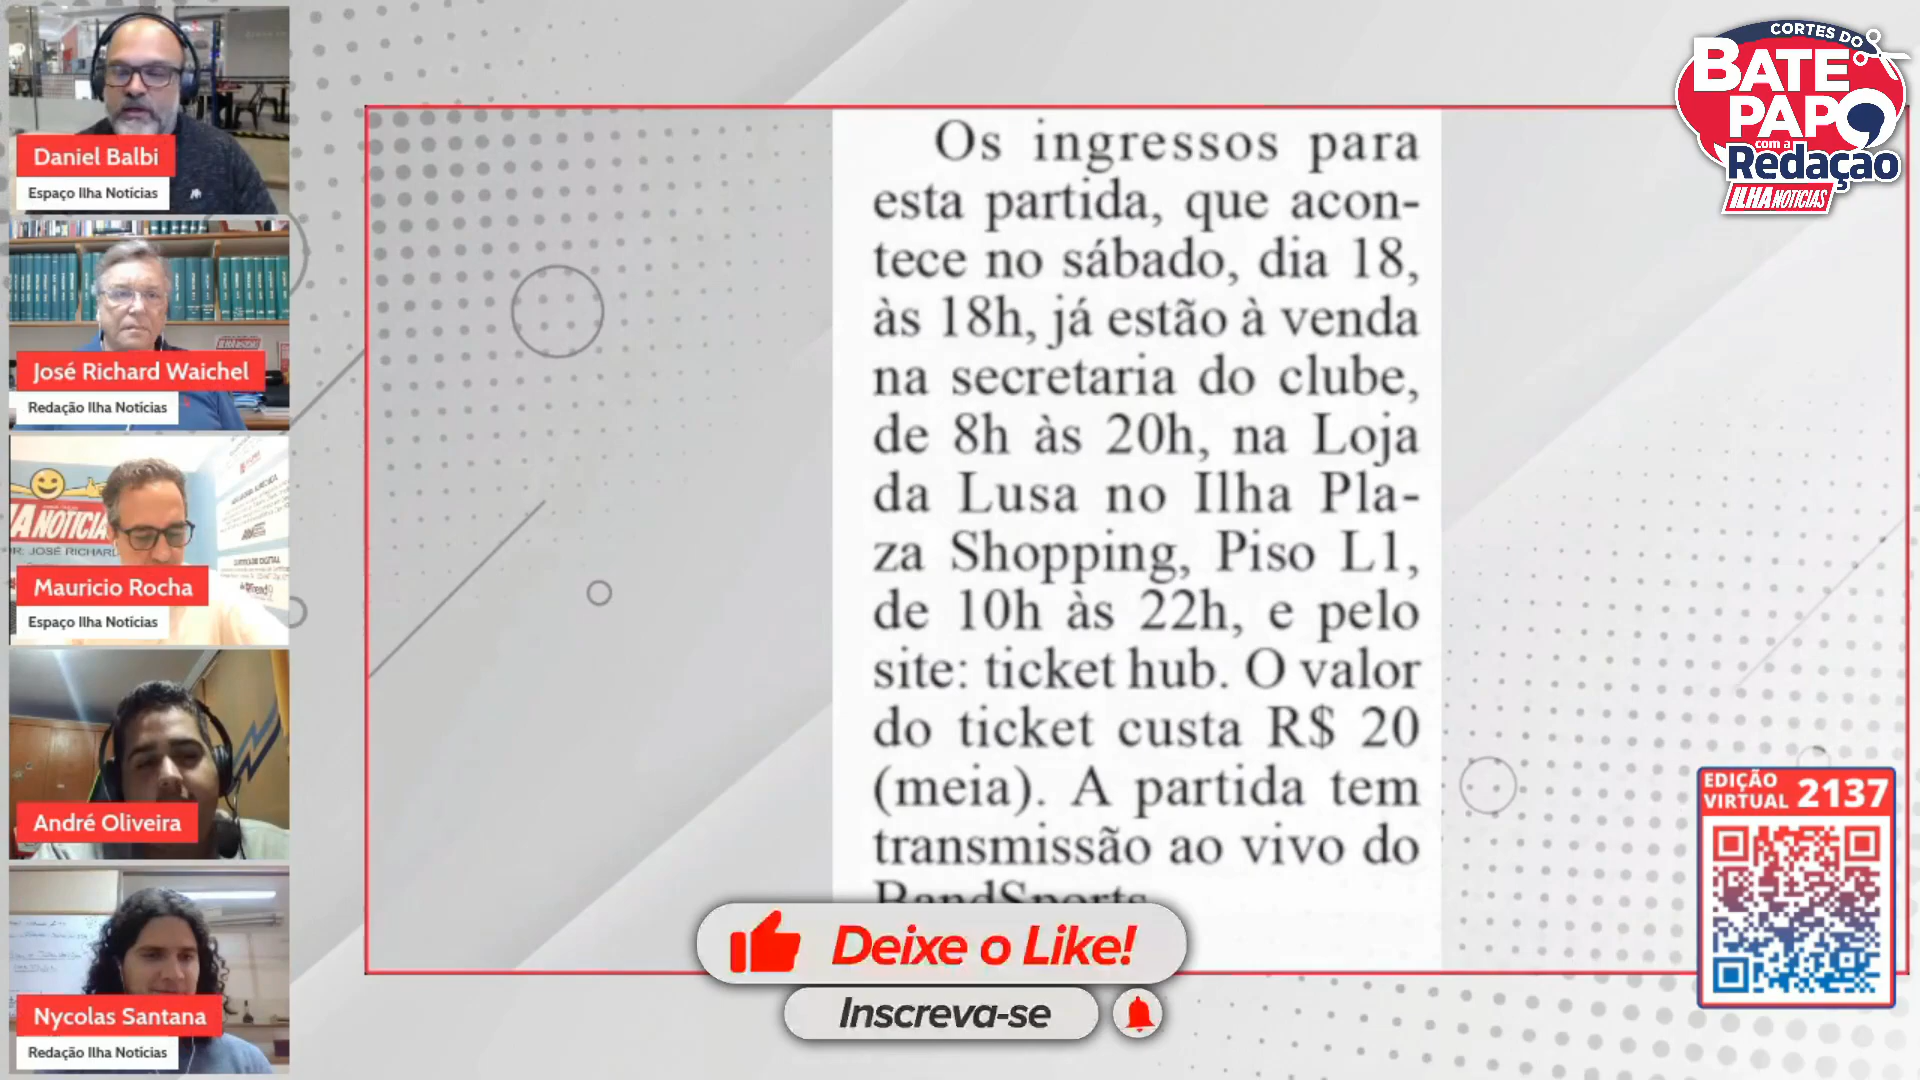 Daniel Balbi
Espaço Ilha Notícias
José Richard Waichel
Redação Ilha Notícias
Mauricio Rocha
Espaço Ilha Notícias
André Oliveira
Nycolas Santana
Redação Ilha Notícias
Os ingressos para
esta partida, que acon-
tece no sábado, dia 18,
às 18h, já estão à venda
na secretaria do clube,
de 8h às 20h, na Loja
da Lusa no Ilha Pla-
za Shopping, Piso L1,
de 10h às 22h, e pelo
site: ticket hub. O valor
do ticket custa R$ 20
(meia). A partida tem
transmissão ao vivo do
BandSports
Deixe o Like!
Inscreva-se
CORTES DO
BATE
PAPO
com a
Redação
ILHA NOTÍCIAS
EDIÇÃO
VIRTUAL 2137